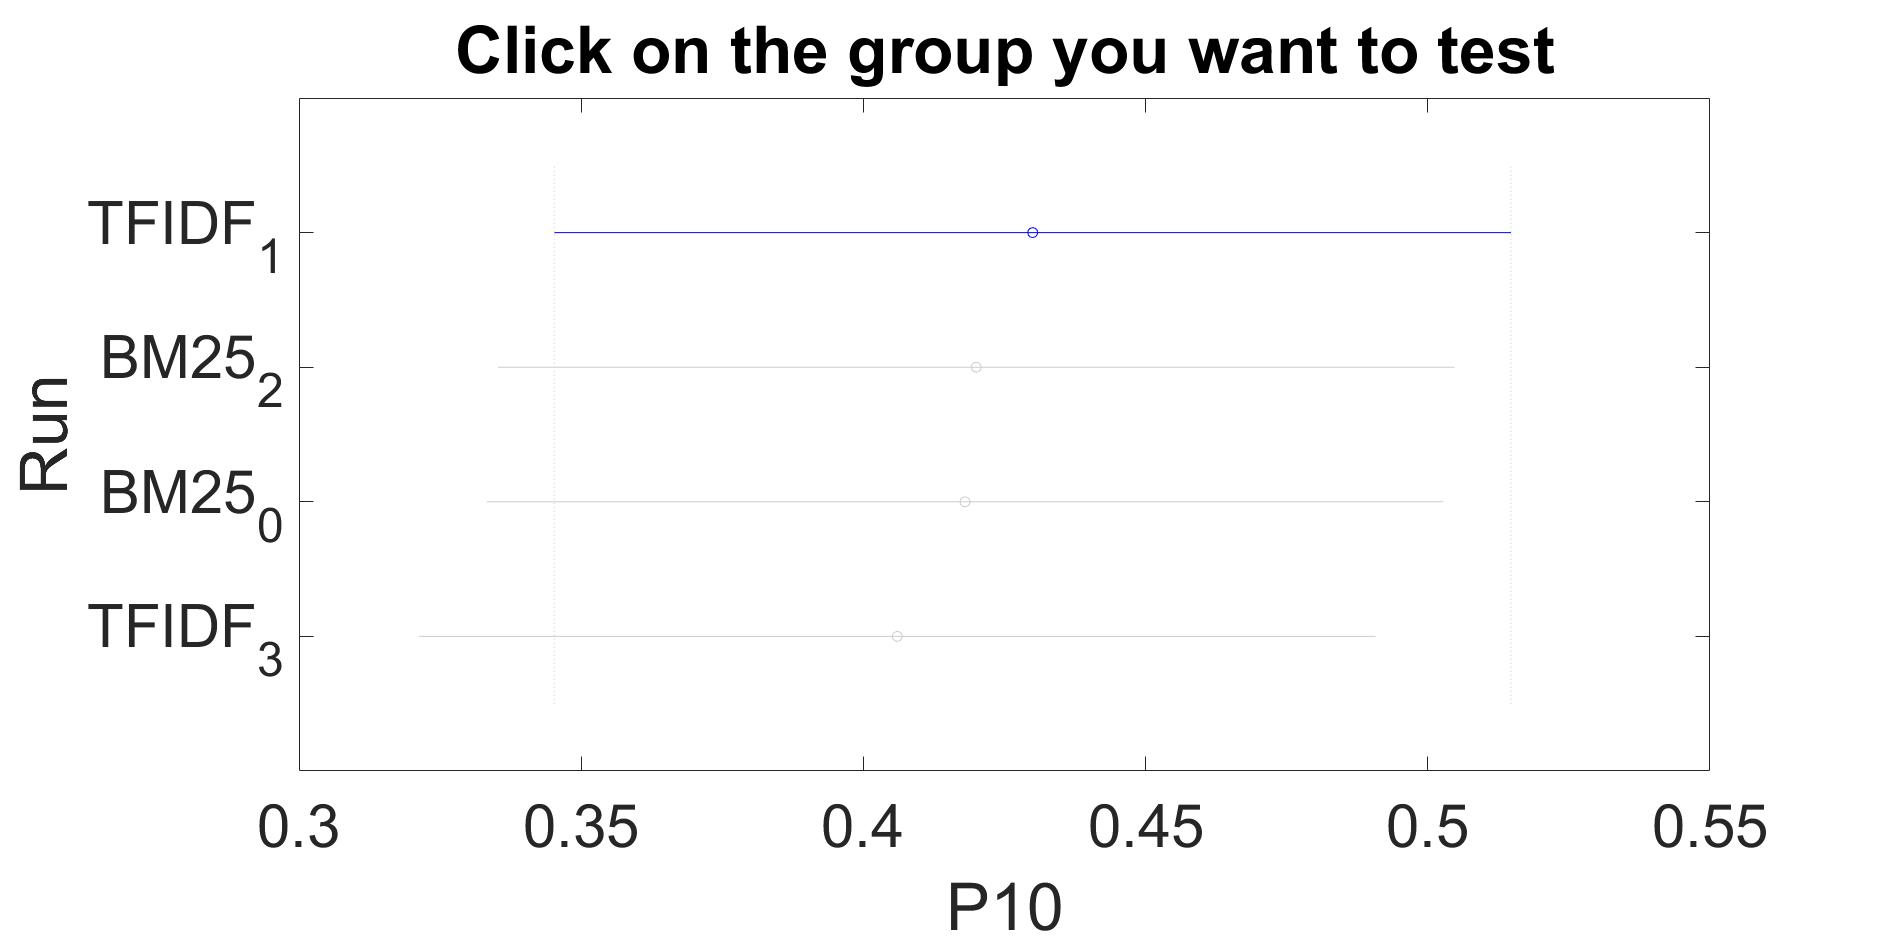 Click on the group you want to test
TFIDF₁
BM25₂
BM25₀
TFIDF₃
Run
0.3 0.35 0.4 0.45 0.5 0.55
P10